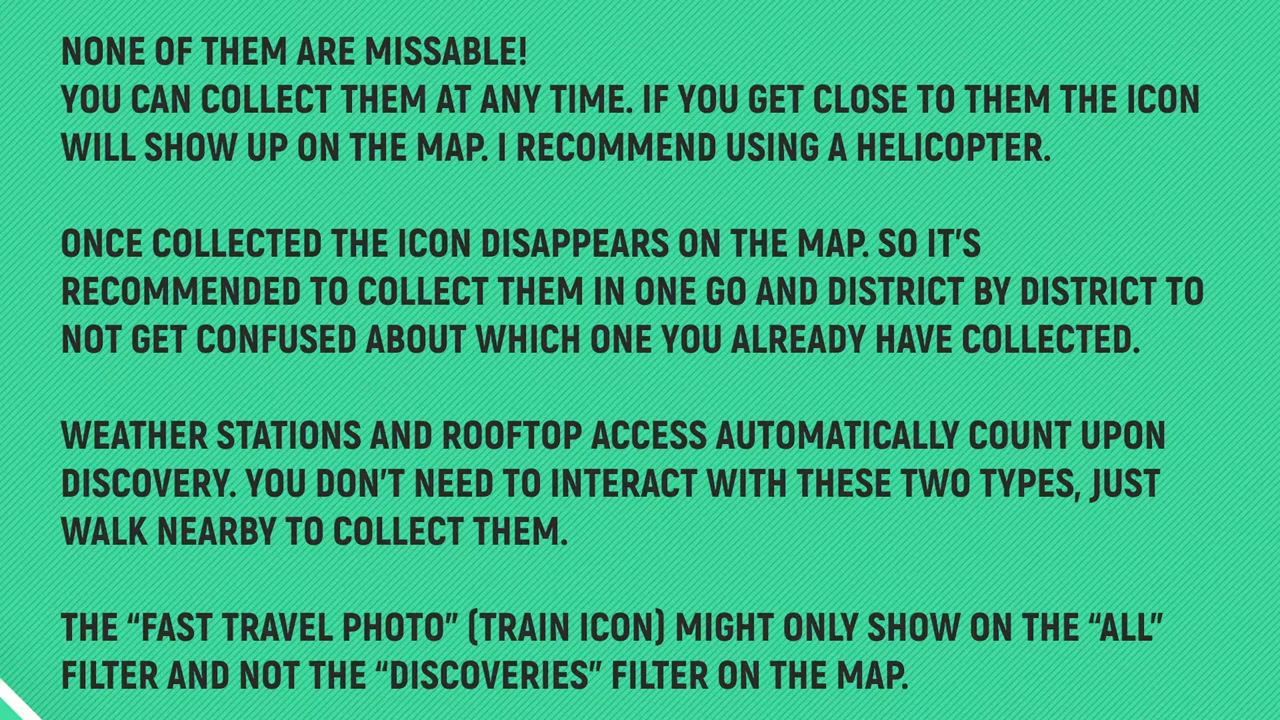 NONE OF THEM ARE MISSABLE!
YOU CAN COLLECT THEM AT ANY TIME. IF YOU GET CLOSE TO THEM THE ICON
WILL SHOW UP ON THE MAP. I RECOMMEND USING A HELICOPTER.
ONCE COLLECTED THE ICON DISAPPEARS ON THE MAP. SO IT’S
RECOMMENDED TO COLLECT THEM IN ONE GO AND DISTRICT BY DISTRICT TO
NOT GET CONFUSED ABOUT WHICH ONE YOU ALREADY HAVE COLLECTED.
WEATHER STATIONS AND ROOFTOP ACCESS AUTOMATICALLY COUNT UPON
DISCOVERY. YOU DON’T NEED TO INTERACT WITH THESE TWO TYPES, JUST
WALK NEARBY TO COLLECT THEM.
THE “FAST TRAVEL PHOTO” (TRAIN ICON) MIGHT ONLY SHOW ON THE “ALL”
FILTER AND NOT THE “DISCOVERIES” FILTER ON THE MAP.